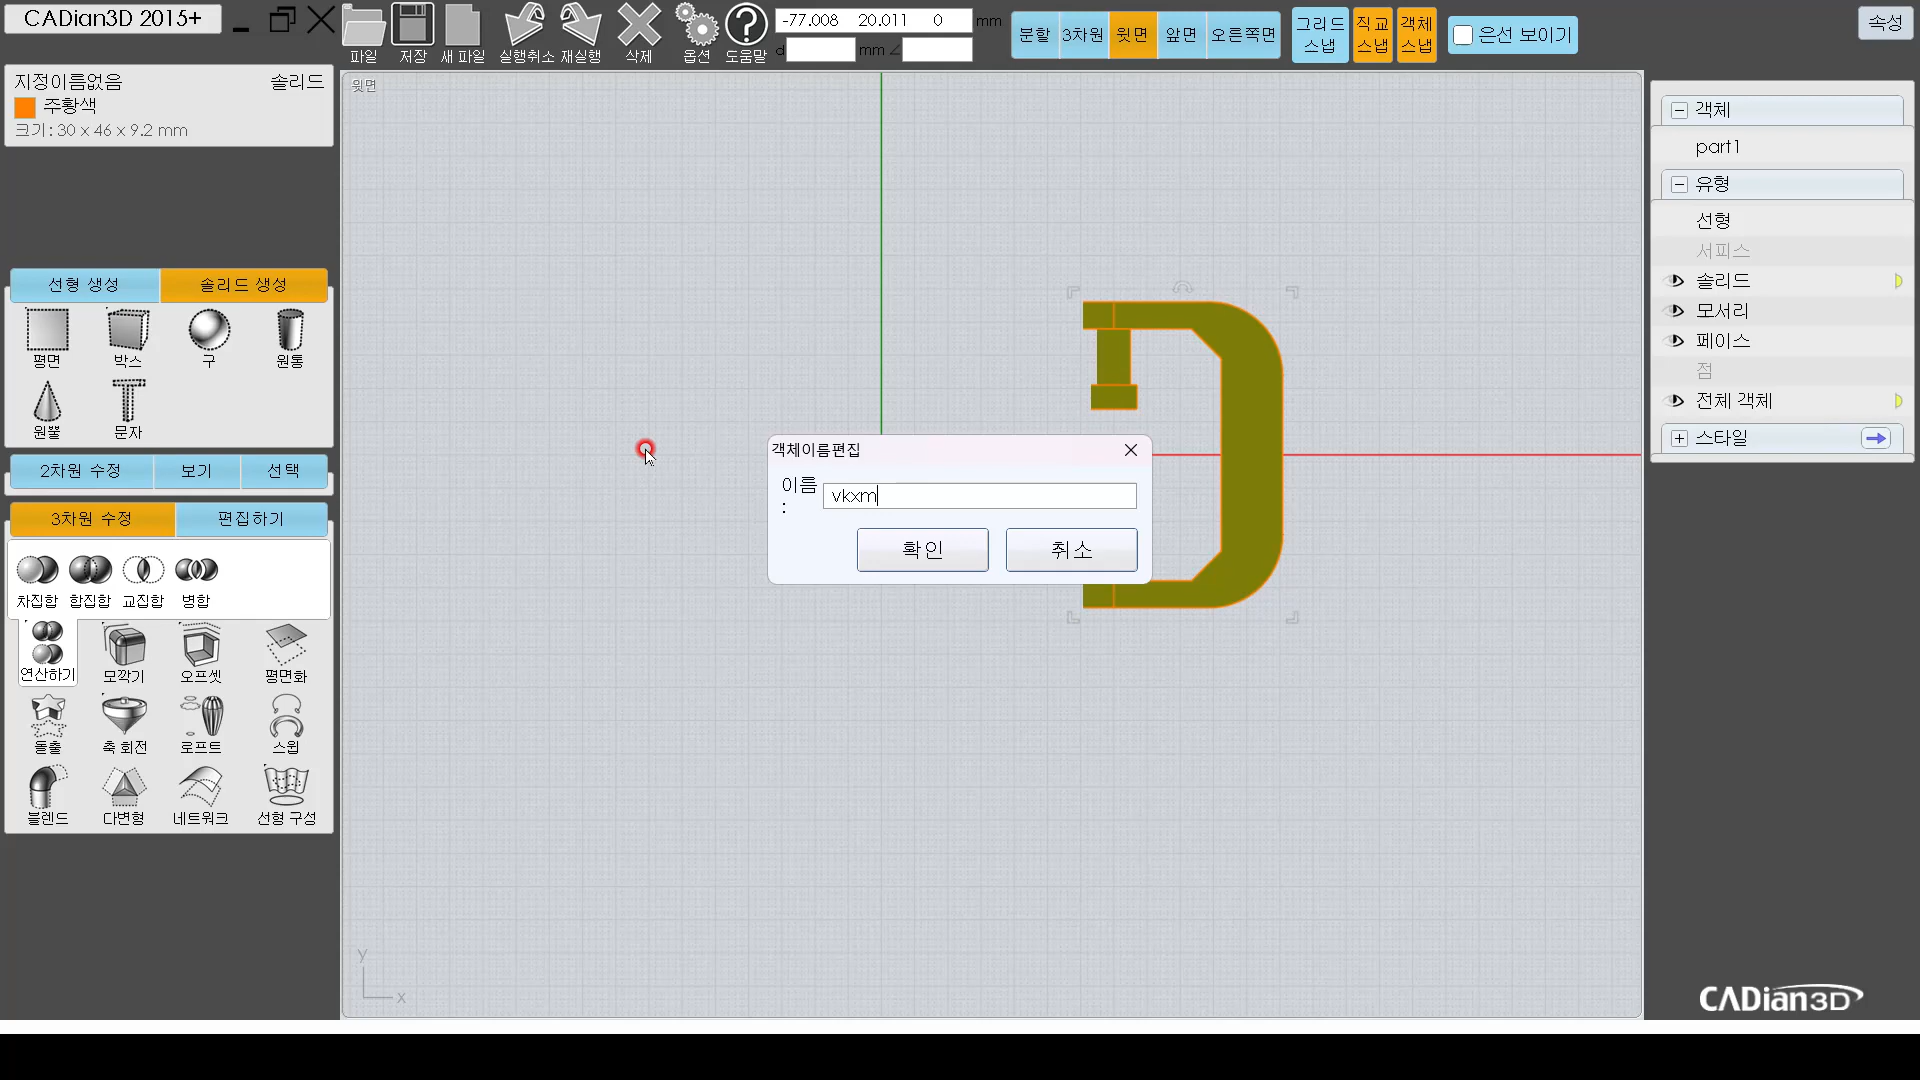 CADian3D 2015+
파일
저장
새 파일
실행취소
재실행
삭제
옵션
도움말
-77.008 20.011 0 mm
d mm ∠
분할
3차원
윗면
앞면
오른쪽면
그리드
스냅
직교
스냅
객체
스냅
은선 보이기
속성
지정이름없음 솔리드
주황색
크기 : 30 x 46 x 9.2 mm
윗면
선형 생성
솔리드 생성
평면
박스
구
원통
원뿔
문자
2차원 수정
보기
선택
3차원 수정
편집하기
차집합
합집합
교집합
병합
연산하기
모깍기
오프셋
평면화
돌출
축 회전
로프트
스윕
블렌드
다변형
네트워크
선형 구성
객체이름편집
이름
:
vkxm
확인
취소
y
x
객체
part1
유형
선형
서피스
솔리드
모서리
페이스
점
전체 객체
스타일
CADian3D